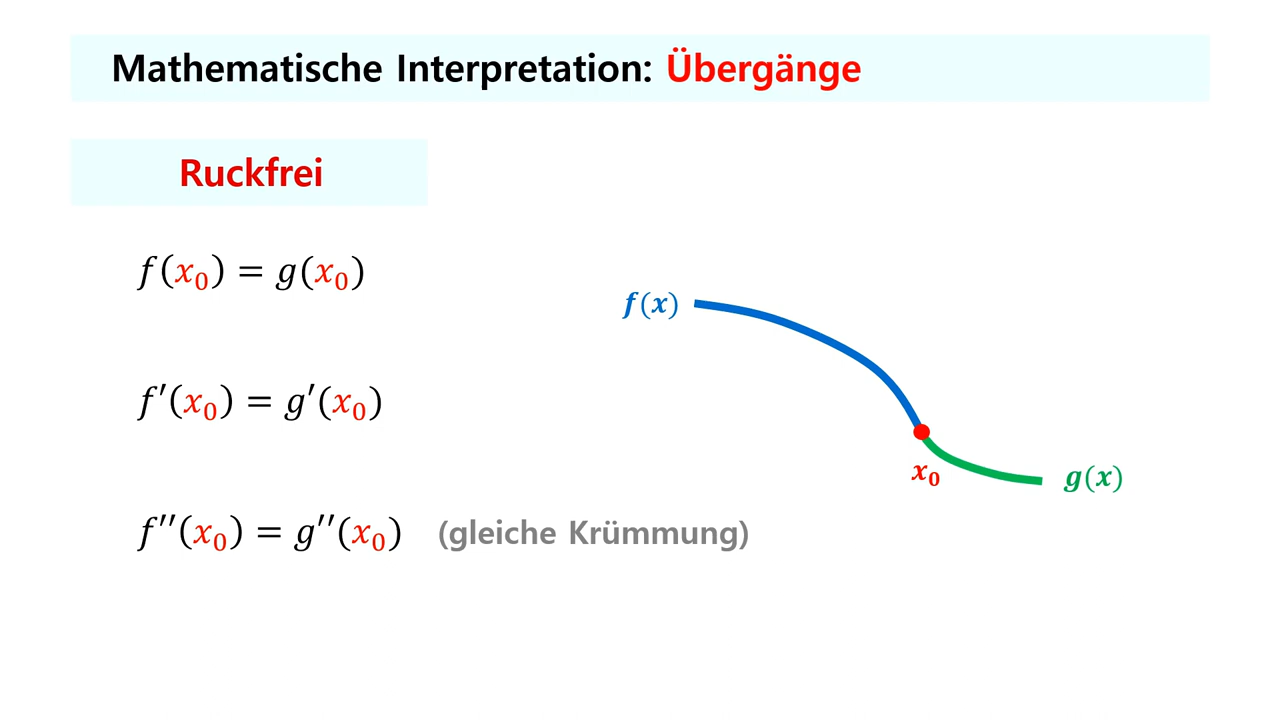 Mathematische Interpretation: Übergänge
Ruckfrei
f(x₀) = g(x₀)
f(x)
f′(x₀) = g′(x₀)
x₀
g(x)
f′′(x₀) = g′′(x₀) (gleiche Krümmung)